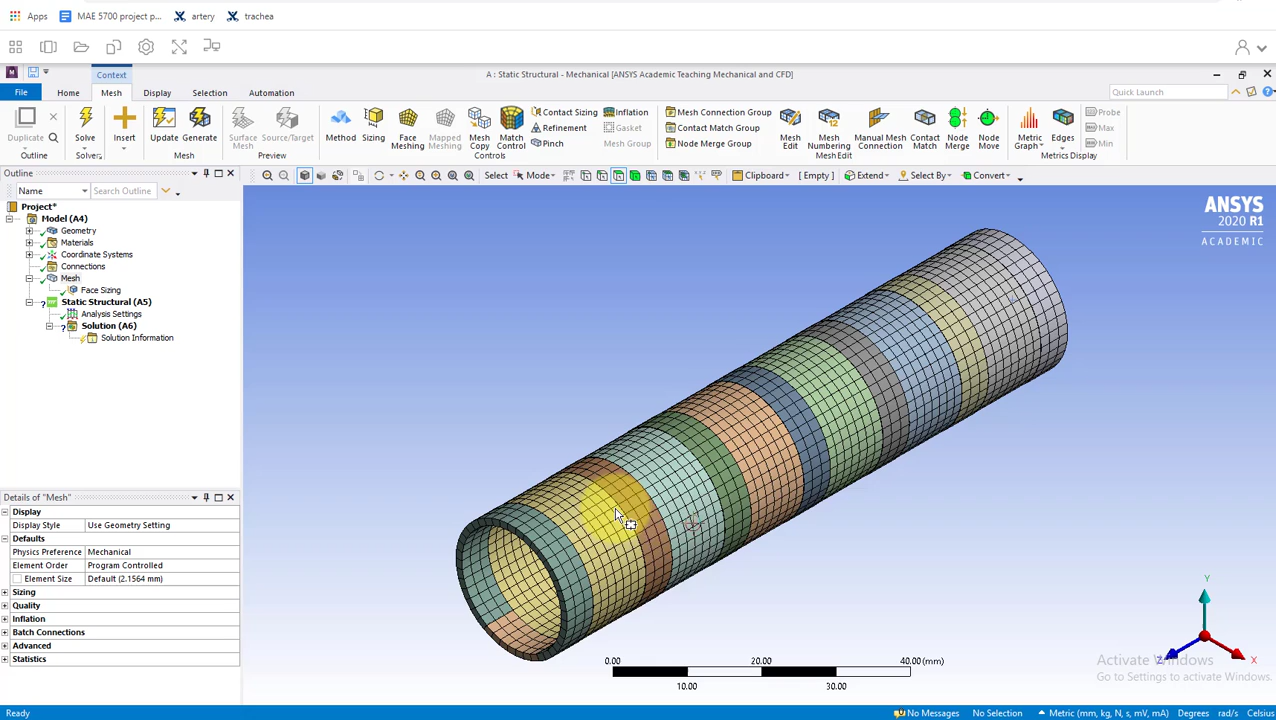 Apps MAE 5700 project p... artery trachea
Context
A : Static Structural - Mechanical [ANSYS Academic Teaching Mechanical and CFD]
File Home Mesh Display Selection Automation Quick Launch
Duplicate Solve Insert Update Generate Surface Mesh Source/Target Method Sizing Face Meshing Mapped Meshing Mesh Copy Match Control Contact Sizing Refinement Pinch Inflation Gasket Mesh Group Mesh Connection Group Contact Match Group Node Merge Group Mesh Edit Mesh Numbering Manual Mesh Connection Contact Match Node Merge Node Move Metric Graph Edges Probe Max Min
Outline Solve Mesh Preview Controls Mesh Edit Metrics Display
Outline Select Mode Clipboard [ Empty ] Extend Select By Convert
Name Search Outline
Project*
Model (A4)
Geometry
Materials
Coordinate Systems
Connections
Mesh
Face Sizing
Static Structural (A5)
Analysis Settings
Solution (A6)
Solution Information
ANSYS
2020 R1
ACADEMIC
Details of "Mesh"
Display
Display Style Use Geometry Setting
Defaults
Physics Preference Mechanical
Element Order Program Controlled
Element Size Default (2.1564 mm)
Sizing
Quality
Inflation
Batch Connections
Advanced
Statistics
0.00 20.00 40.00 (mm)
10.00 30.00
Y
Z X
Activate Windows
Go to Settings to activate Windows.
Ready No Messages No Selection Metric (mm, kg, N, s, mV, mA) Degrees rad/s Celsius